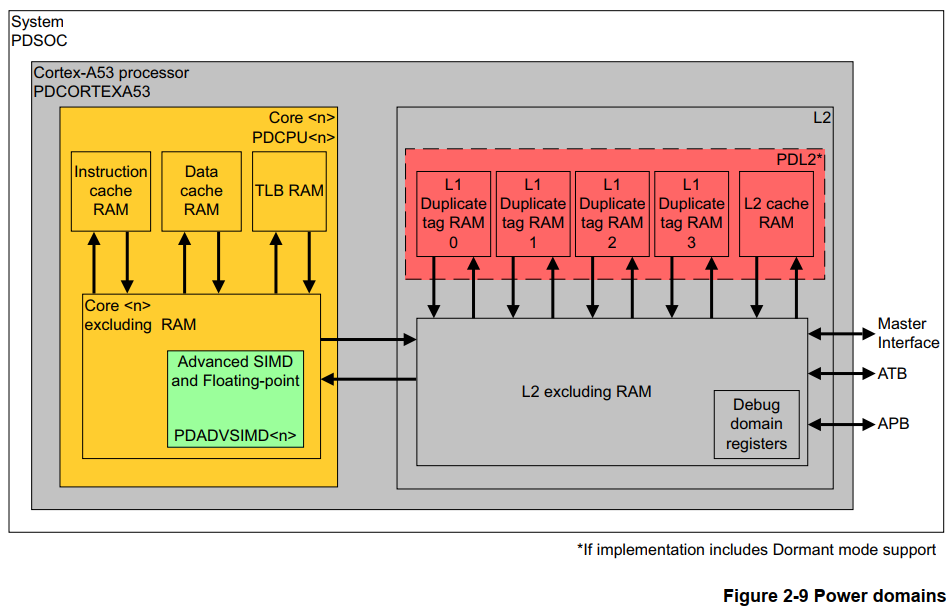 System
PDSOC
Cortex-A53 processor
PDCORTEXA53
Core <n>
PDCPU<n>
Instruction
cache
RAM
Data
cache
RAM
TLB RAM
Core <n>
excluding RAM
Advanced SIMD
and Floating-point
PDADVSIMD<n>
L2
PDL2*
L1
Duplicate
tag RAM
0
L1
Duplicate
tag RAM
1
L1
Duplicate
tag RAM
2
L1
Duplicate
tag RAM
3
L2 cache
RAM
L2 excluding RAM
Debug
domain
registers
Master
Interface
ATB
APB
*If implementation includes Dormant mode support
Figure 2-9 Power domains